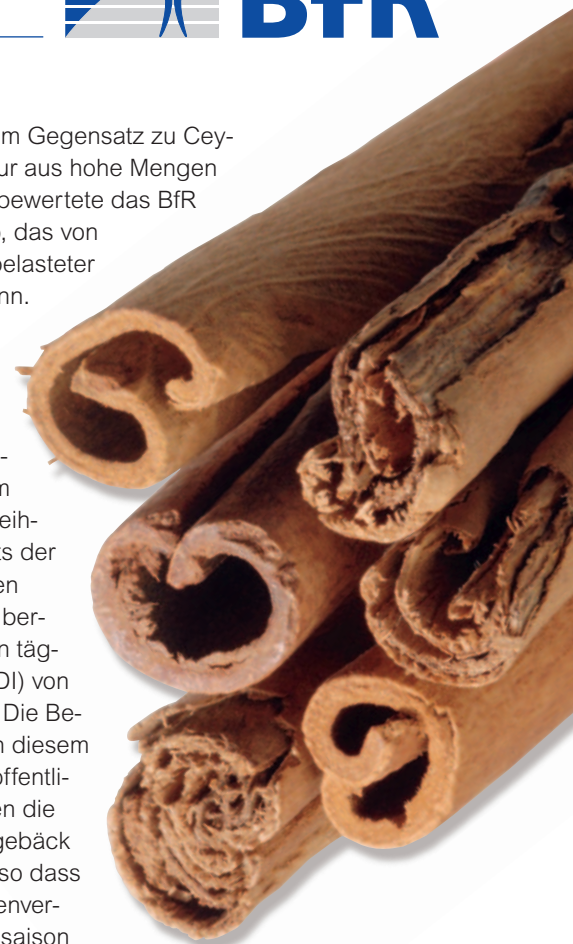 BfR
m Gegensatz zu Cey-
ur aus hohe Mengen
bewertete das BfR
, das von
belasteter
nn.
-
m
eih-
ts der
en
ber-
n täg-
DI) von
Die Be-
n diesem
öffentli-
en die
gebäck
so dass
enver-
saison